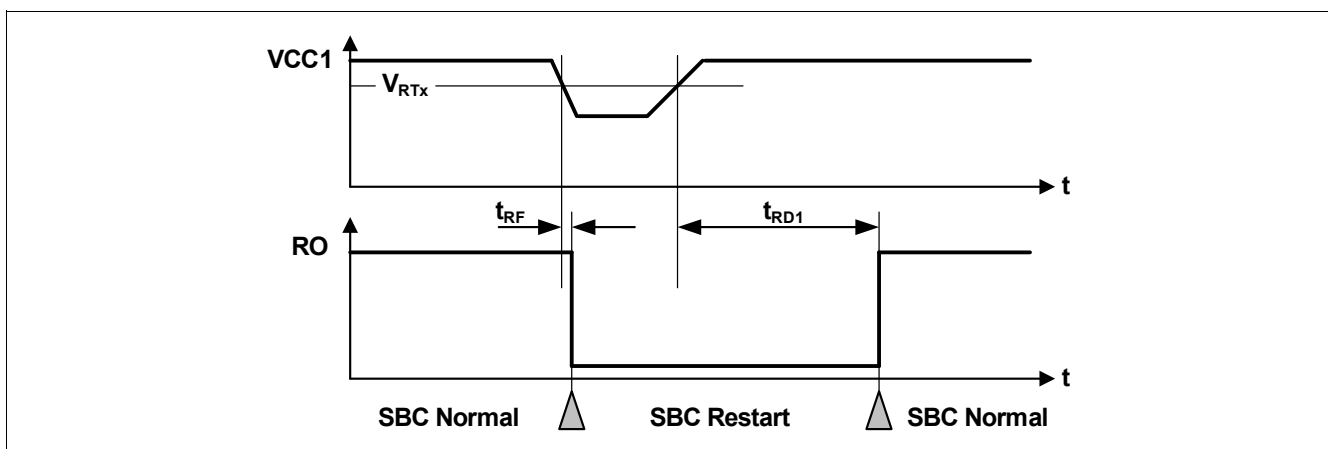 VCC1
VRTx
t
tRF
tRD1
RO
t
SBC Normal
SBC Restart
SBC Normal